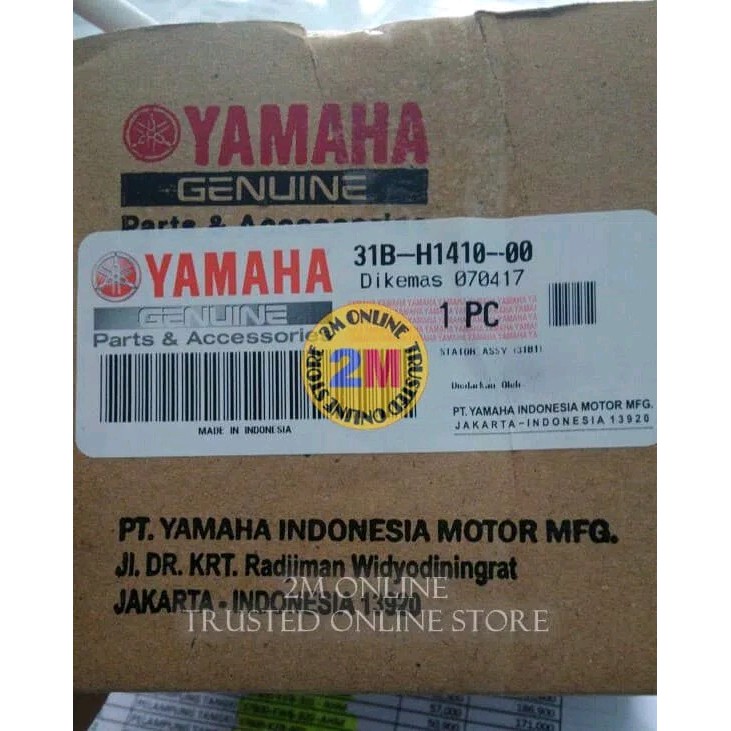 YAMAHA
GENUINE
Parts & Accessories
YAMAHA
GENUINE
Parts & Accessories
31B-H1410-00
Dikemas 070417
1 PC
STATOR ASSY (31B1)
Diedarkan Oleh
PT. YAMAHA INDONESIA MOTOR MFG.
JAKARTA-INDONESIA 13920
MADE IN INDONESIA
2M ONLINE
TRUSTED ONLINE STORE
2M
PT. YAMAHA INDONESIA MOTOR MFG.
Jl. DR. KRT. Radjiman Widyodiningrat
JAKARTA - INDONESIA 13920
2M ONLINE
TRUSTED ONLINE STORE